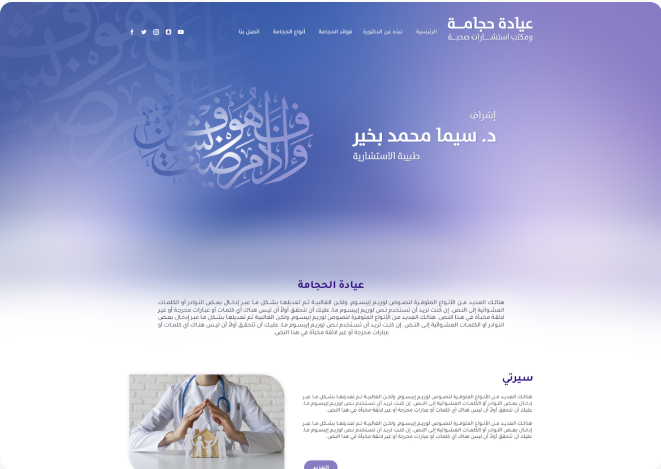 عيادة حجامـــة
ومكتب استشـــارات صحيـــة
الرئيسية
نبذه عن الدكتورة
فوائد الحجامة
أنواع الحجامة
اتصل بنا
إشراف
د. سيما محمد بخير
طبيبة الاستشارية
وإذا مرضت فهو يشفين
عيادة الحجامة
هنالك العديد من الأنواع المتوفرة لنصوص لوريم إيبسوم، ولكن الغالبية تم تعديلها بشكل ما عبر إدخال بعض النوادر أو الكلمات
العشوائية إلى النص. إن كنت تريد أن تستخدم نص لوريم إيبسوم ما، عليك أن تتحقق أولاً أن ليس هناك أي كلمات أو عبارات محرجة أو غير
لائقة مخبأة في هذا النص. هنالك العديد من الأنواع المتوفرة لنصوص لوريم إيبسوم، ولكن الغالبية تم تعديلها بشكل ما عبر إدخال بعض
النوادر أو الكلمات العشوائية إلى النص. إن كنت تريد أن تستخدم نص لوريم إيبسوم ما، عليك أن تتحقق أولاً أن ليس هناك أي كلمات أو
عبارات محرجة أو غير لائقة مخبأة في هذا النص.
سيرتي
هنالك العديد من الأنواع المتوفرة لنصوص لوريم إيبسوم، ولكن الغالبية تم تعديلها بشكل ما عبر
إدخال بعض النوادر أو الكلمات العشوائية إلى النص. إن كنت تريد أن تستخدم نص لوريم إيبسوم ما،
عليك أن تتحقق أولاً أن ليس هناك أي كلمات أو عبارات محرجة أو غير لائقة مخبأة في هذا النص.
هنالك العديد من الأنواع المتوفرة لنصوص لوريم إيبسوم، ولكن الغالبية تم تعديلها بشكل ما عبر
إدخال بعض النوادر أو الكلمات العشوائية إلى النص. إن كنت تريد أن تستخدم نص لوريم إيبسوم ما،
عليك أن تتحقق أولاً أن ليس هناك أي كلمات أو عبارات محرجة أو غير لائقة مخبأة في هذا النص.
المزيد